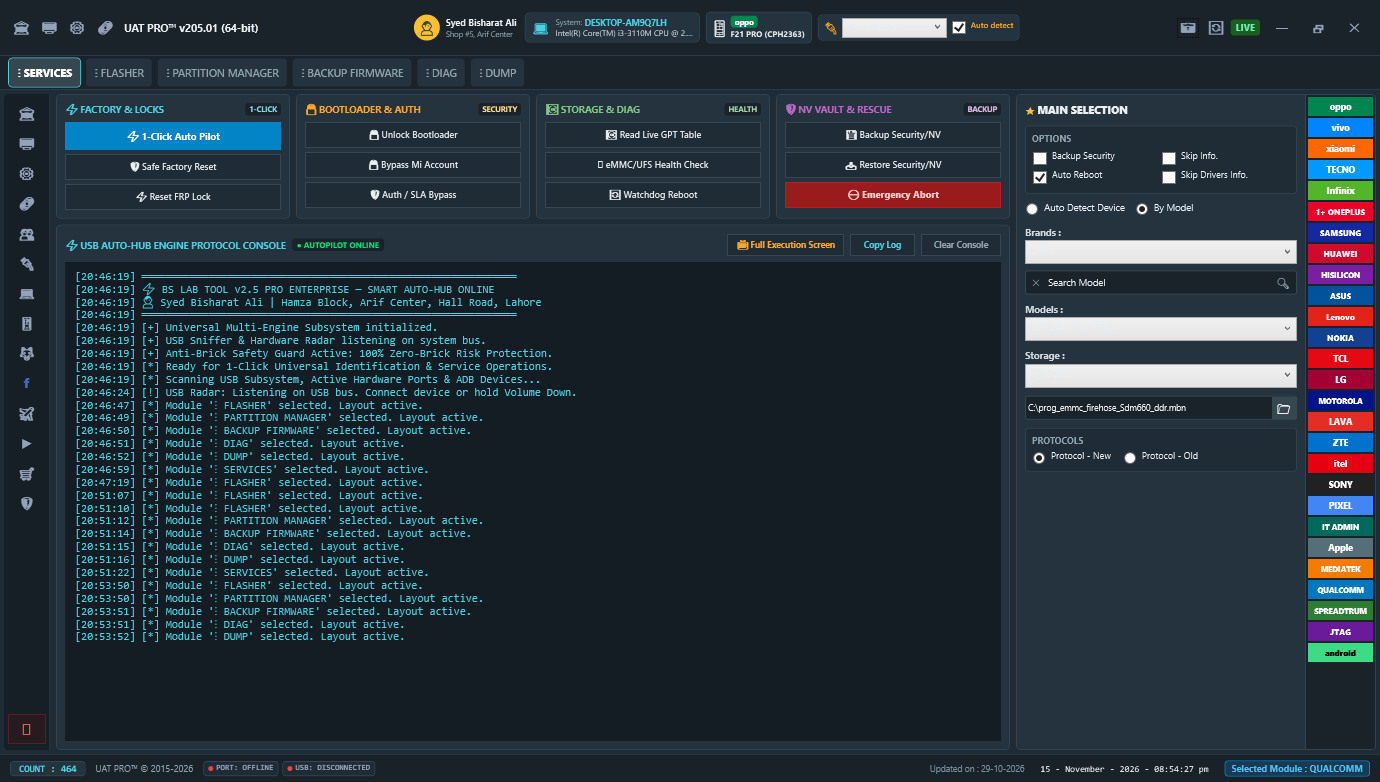 UAT PRO™ v205.01 (64-bit)
Syed Bisharat Ali
Shop #5, Arif Center
System: DESKTOP-AM9Q7LH
Intel(R) Core(TM) i3-3110M CPU @ 2....
oppo
F21 PRO (CPH2363)
Auto detect
LIVE
⋮ SERVICES
⋮ FLASHER
⋮ PARTITION MANAGER
⋮ BACKUP FIRMWARE
⋮ DIAG
⋮ DUMP
FACTORY & LOCKS
1-CLICK
1-Click Auto Pilot
Safe Factory Reset
Reset FRP Lock
BOOTLOADER & AUTH
SECURITY
Unlock Bootloader
Bypass Mi Account
Auth / SLA Bypass
STORAGE & DIAG
HEALTH
Read Live GPT Table
eMMC/UFS Health Check
Watchdog Reboot
NV VAULT & RESCUE
BACKUP
Backup Security/NV
Restore Security/NV
Emergency Abort
USB AUTO-HUB ENGINE PROTOCOL CONSOLE
● AUTOPILOT ONLINE
Full Execution Screen
Copy Log
Clear Console
[20:46:19] ══════════════════════════════════════════════
[20:46:19] BS LAB TOOL v2.5 PRO ENTERPRISE — SMART AUTO-HUB ONLINE
[20:46:19] Syed Bisharat Ali | Hamza Block, Arif Center, Hall Road, Lahore
[20:46:19] ══════════════════════════════════════════════
[20:46:19] [+] Universal Multi-Engine Subsystem initialized.
[20:46:19] [+] USB Sniffer & Hardware Radar listening on system bus.
[20:46:19] [+] Anti-Brick Safety Guard Active: 100% Zero-Brick Risk Protection.
[20:46:19] [*] Ready for 1-Click Universal Identification & Service Operations.
[20:46:19] [*] Scanning USB Subsystem, Active Hardware Ports & ADB Devices...
[20:46:24] [!] USB Radar: Listening on USB bus. Connect device or hold Volume Down.
[20:46:47] [*] Module '⋮ FLASHER' selected. Layout active.
[20:46:49] [*] Module '⋮ PARTITION MANAGER' selected. Layout active.
[20:46:50] [*] Module '⋮ BACKUP FIRMWARE' selected. Layout active.
[20:46:51] [*] Module '⋮ DIAG' selected. Layout active.
[20:46:52] [*] Module '⋮ DUMP' selected. Layout active.
[20:46:59] [*] Module '⋮ SERVICES' selected. Layout active.
[20:47:19] [*] Module '⋮ FLASHER' selected. Layout active.
[20:51:07] [*] Module '⋮ FLASHER' selected. Layout active.
[20:51:10] [*] Module '⋮ FLASHER' selected. Layout active.
[20:51:12] [*] Module '⋮ PARTITION MANAGER' selected. Layout active.
[20:51:14] [*] Module '⋮ BACKUP FIRMWARE' selected. Layout active.
[20:51:15] [*] Module '⋮ DIAG' selected. Layout active.
[20:51:16] [*] Module '⋮ DUMP' selected. Layout active.
[20:51:22] [*] Module '⋮ SERVICES' selected. Layout active.
[20:53:50] [*] Module '⋮ FLASHER' selected. Layout active.
[20:53:50] [*] Module '⋮ PARTITION MANAGER' selected. Layout active.
[20:53:51] [*] Module '⋮ BACKUP FIRMWARE' selected. Layout active.
[20:53:51] [*] Module '⋮ DIAG' selected. Layout active.
[20:53:52] [*] Module '⋮ DUMP' selected. Layout active.
MAIN SELECTION
OPTIONS
Backup Security
Skip Info.
Auto Reboot
Skip Drivers Info.
Auto Detect Device
By Model
Brands :
Search Model
Models :
Storage :
C:\prog_emmc_firehose_Sdm660_ddr.mbn
PROTOCOLS
Protocol - New
Protocol - Old
oppo
vivo
xiaomi
TECNO
Infinix
1+ ONEPLUS
SAMSUNG
HUAWEI
HISILICON
ASUS
Lenovo
NOKIA
TCL
LG
MOTOROLA
LAVA
ZTE
itel
SONY
PIXEL
IT ADMIN
Apple
MEDIATEK
QUALCOMM
SPREADTRUM
JTAG
android
COUNT : 464
UAT PRO™ © 2015-2026
● PORT: OFFLINE
● USB: DISCONNECTED
Updated on : 29-10-2026
15 - November - 2026 - 08:54:27 pm
Selected Module : QUALCOMM